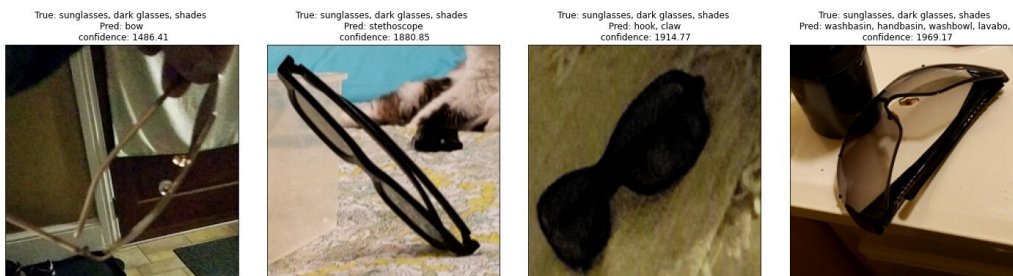 True: sunglasses, dark glasses, shades
Pred: bow
confidence: 1486.41
True: sunglasses, dark glasses, shades
Pred: stethoscope
confidence: 1880.85
True: sunglasses, dark glasses, shades
Pred: hook, claw
confidence: 1914.77
True: sunglasses, dark glasses, shades
Pred: washbasin, handbasin, washbowl, lavabo,
confidence: 1969.17